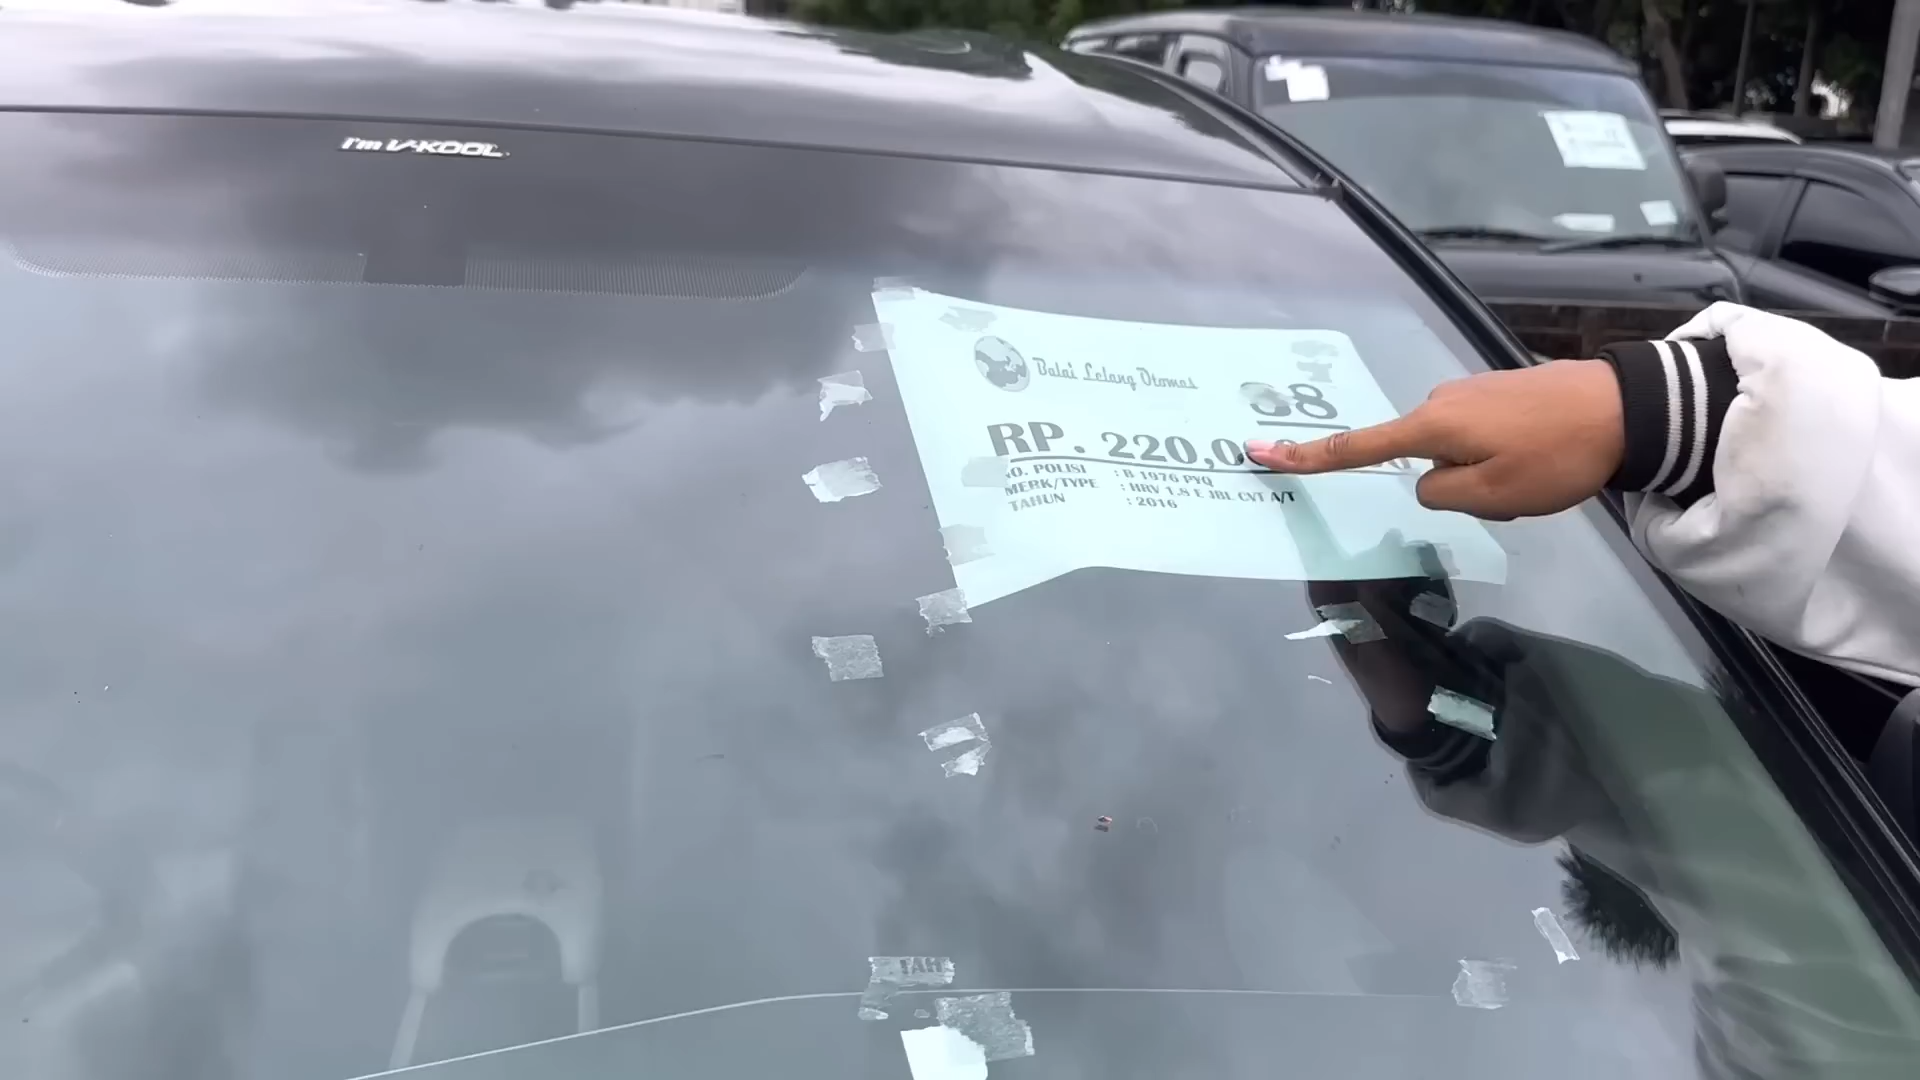 I'm V-KOOL
Balai Lelang Otomas
RP. 220,0
NO. POLISI : B 1976 PYQ
MERK/TYPE : HRV 1.8 E JBL CVT A/T
TAHUN : 2016
TAH